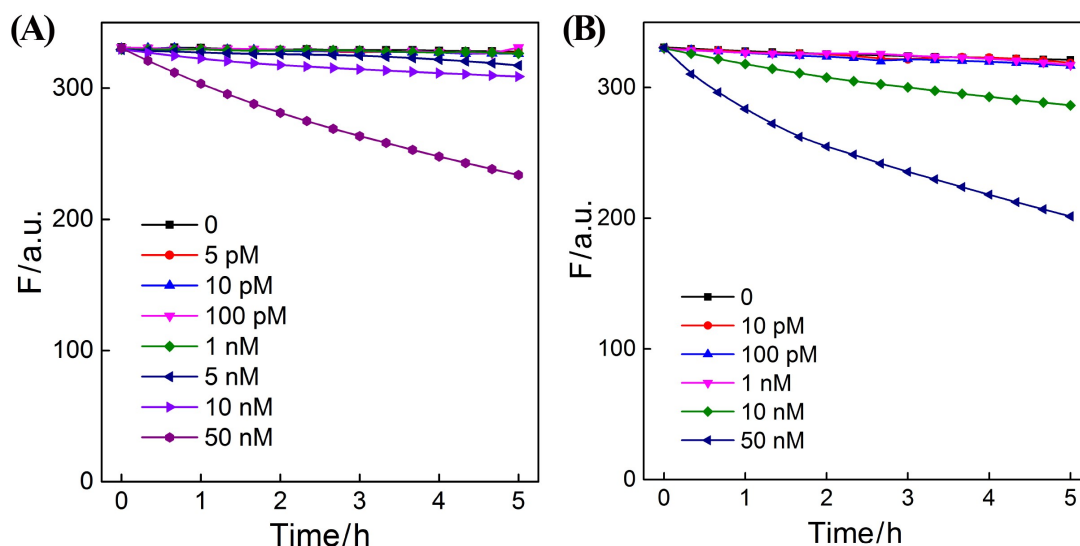 (A)
F/a.u.
300
200
100
0
0
5 pM
10 pM
100 pM
1 nM
5 nM
10 nM
50 nM
0 1 2 3 4 5
Time/h
(B)
F/a.u.
300
200
100
0
0
10 pM
100 pM
1 nM
10 nM
50 nM
0 1 2 3 4 5
Time/h